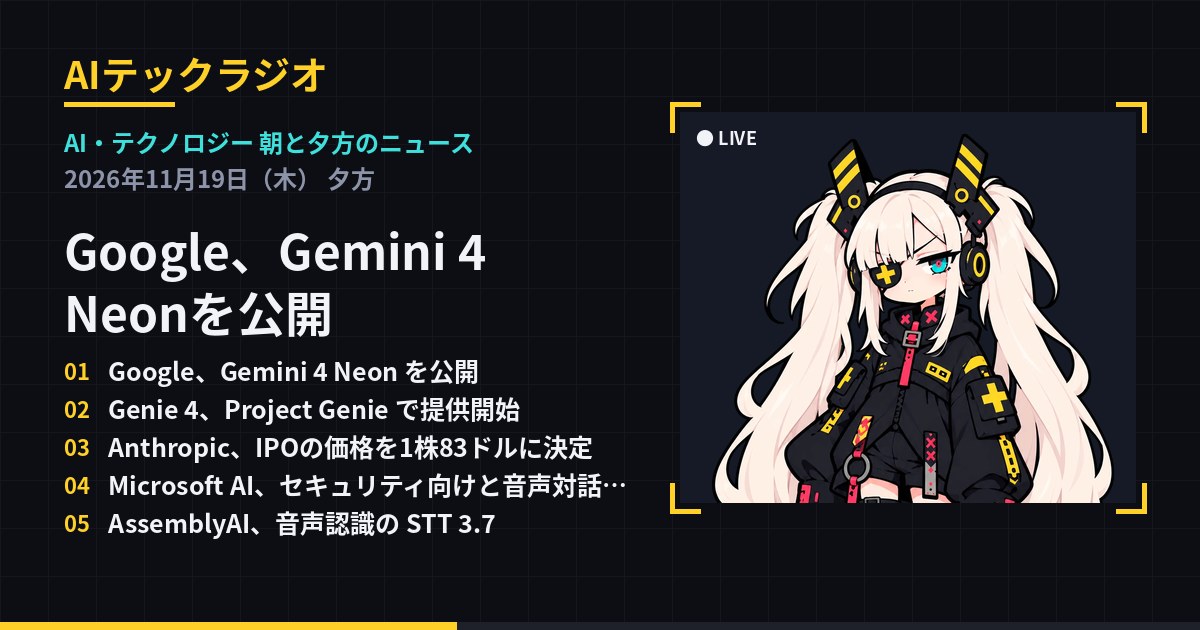 AIテックラジオ
AI・テクノロジー 朝と夕方のニュース
2026年11月19日（木） 夕方
Google、Gemini 4
Neonを公開
01 Google、Gemini 4 Neon を公開
02 Genie 4、Project Genie で提供開始
03 Anthropic、IPOの価格を1株83ドルに決定
04 Microsoft AI、セキュリティ向けと音声対話…
05 AssemblyAI、音声認識の STT 3.7
LIVE